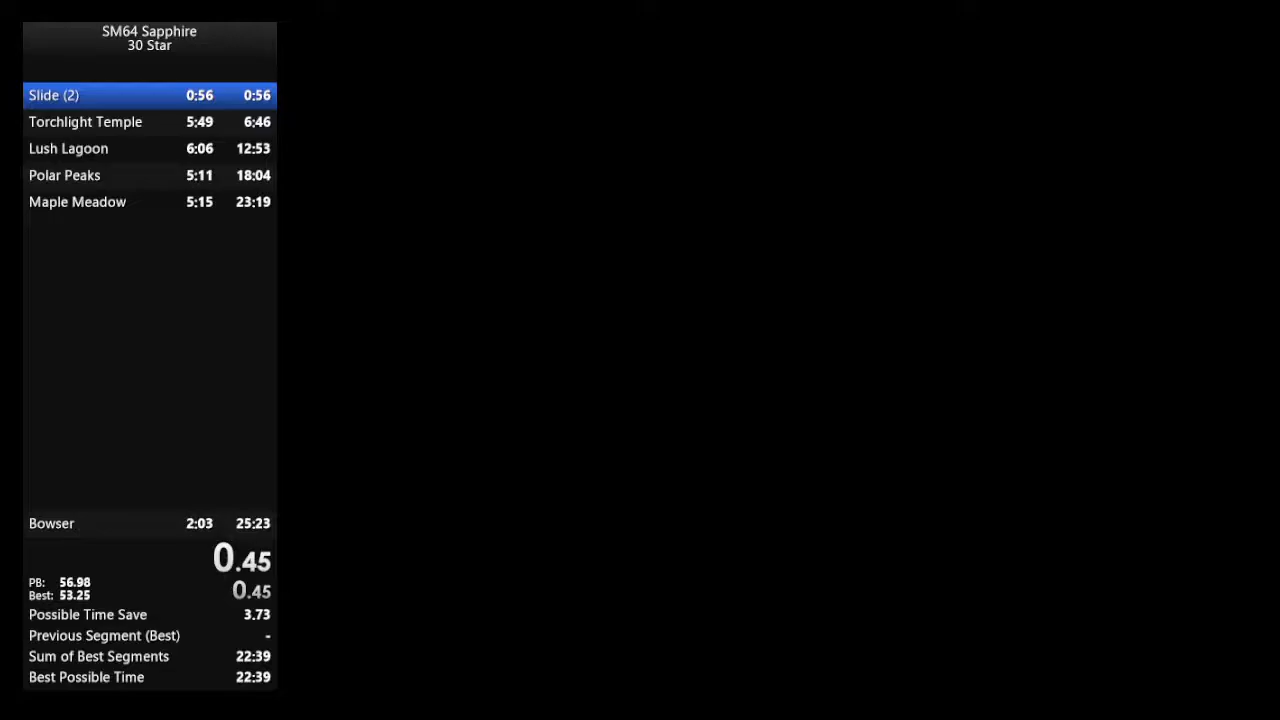 SM64 Sapphire
30 Star
Slide (2) 0:56 0:56
Torchlight Temple 5:49 6:46
Lush Lagoon 6:06 12:53
Polar Peaks 5:11 18:04
Maple Meadow 5:15 23:19
Bowser 2:03 25:23
0.45
PB: 56.98
Best: 53.25 0.45
Possible Time Save 3.73
Previous Segment (Best) -
Sum of Best Segments 22:39
Best Possible Time 22:39